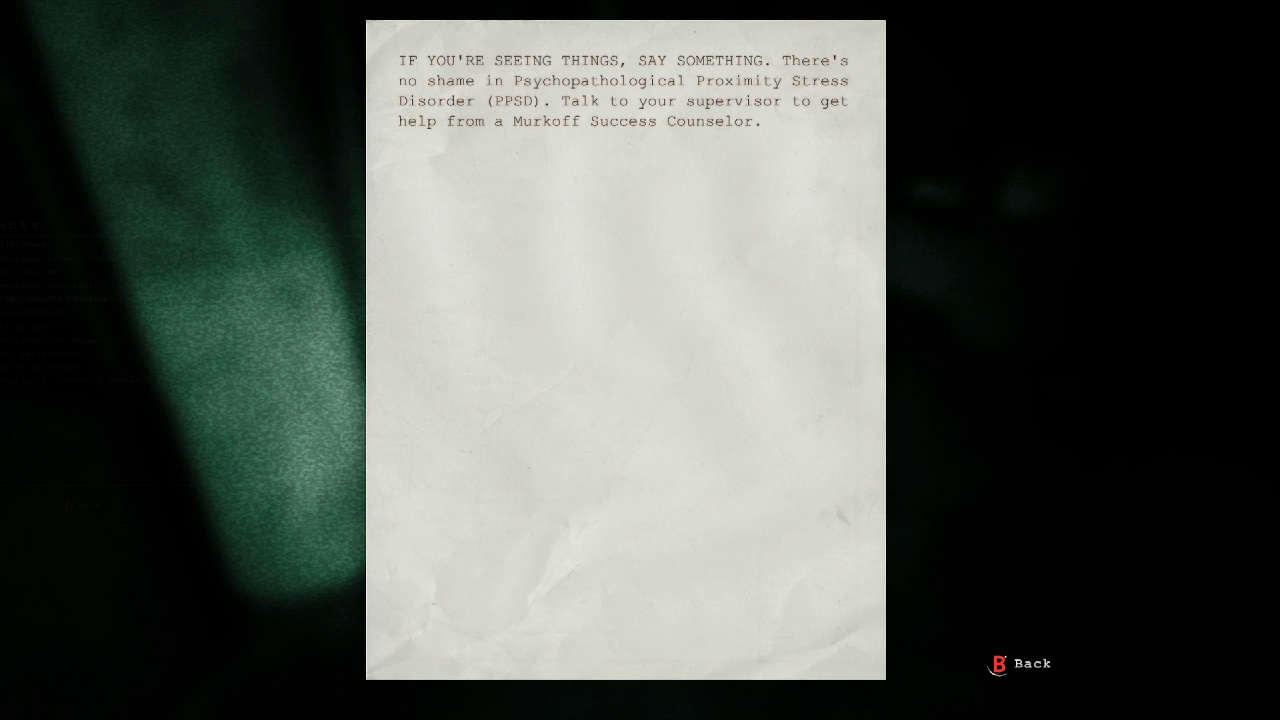 IF YOU'RE SEEING THINGS, SAY SOMETHING. There's
no shame in Psychopathological Proximity Stress
Disorder (PPSD). Talk to your supervisor to get
help from a Murkoff Success Counselor.
B Back